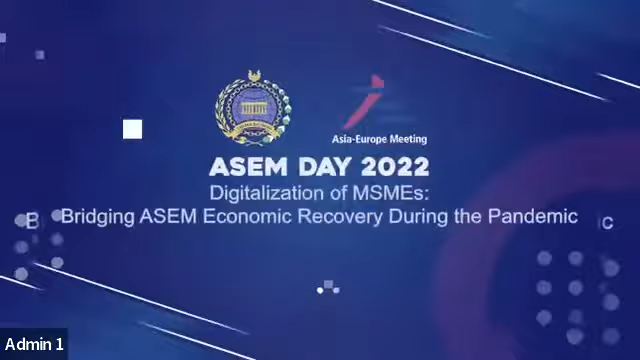 Asia-Europe Meeting
ASEM DAY 2022
Digitalization of MSMEs:
B Bridging ASEM Economic Recovery During the Pandemic c
Admin 1